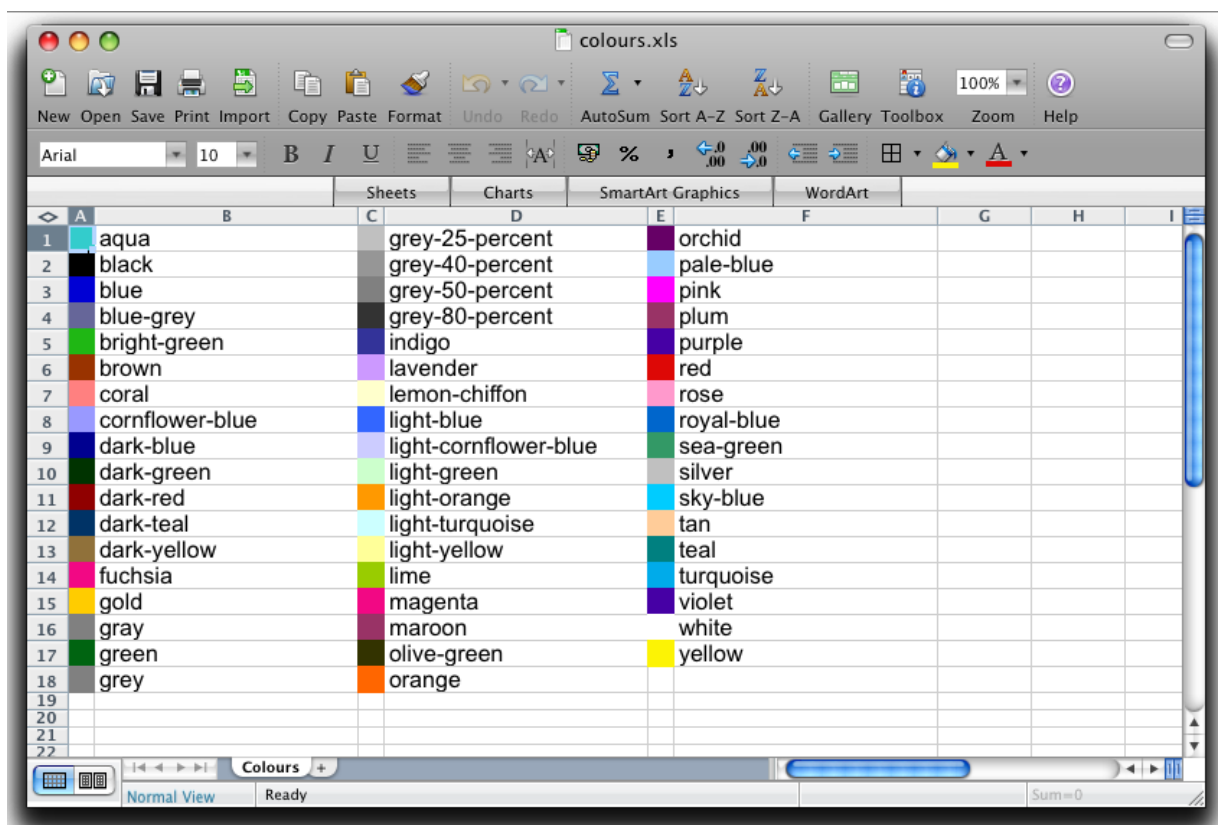 colours.xls
New Open Save Print Import Copy Paste Format Undo Redo AutoSum Sort A-Z Sort Z-A Gallery Toolbox Zoom Help
100%
Arial 10 B I U A % , .0 .00 .00 .0 A
Sheets Charts SmartArt Graphics WordArt
A B C D E F G H I
1 aqua grey-25-percent orchid
2 black grey-40-percent pale-blue
3 blue grey-50-percent pink
4 blue-grey grey-80-percent plum
5 bright-green indigo purple
6 brown lavender red
7 coral lemon-chiffon rose
8 cornflower-blue light-blue royal-blue
9 dark-blue light-cornflower-blue sea-green
10 dark-green light-green silver
11 dark-red light-orange sky-blue
12 dark-teal light-turquoise tan
13 dark-yellow light-yellow teal
14 fuchsia lime turquoise
15 gold magenta violet
16 gray maroon white
17 green olive-green yellow
18 grey orange
19
20
21
22
Colours +
Normal View Ready Sum=0